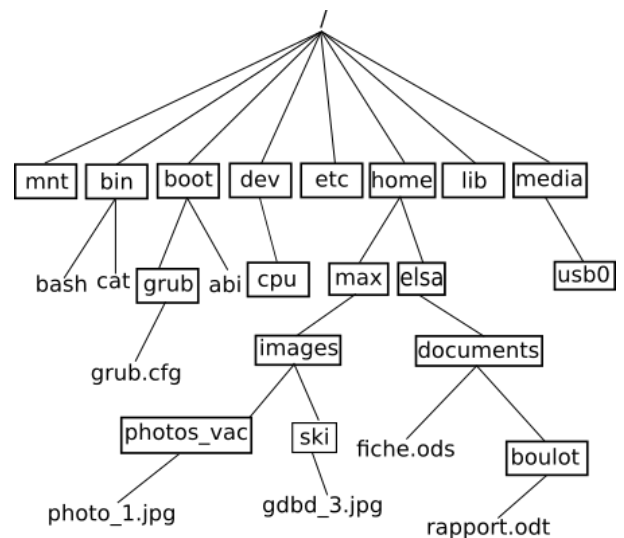 /
mnt bin boot dev etc home lib media
bash cat grub abi cpu max elsa usb0
grub.cfg images documents
photos_vac ski fiche.ods boulot
photo_1.jpg gdbd_3.jpg rapport.odt